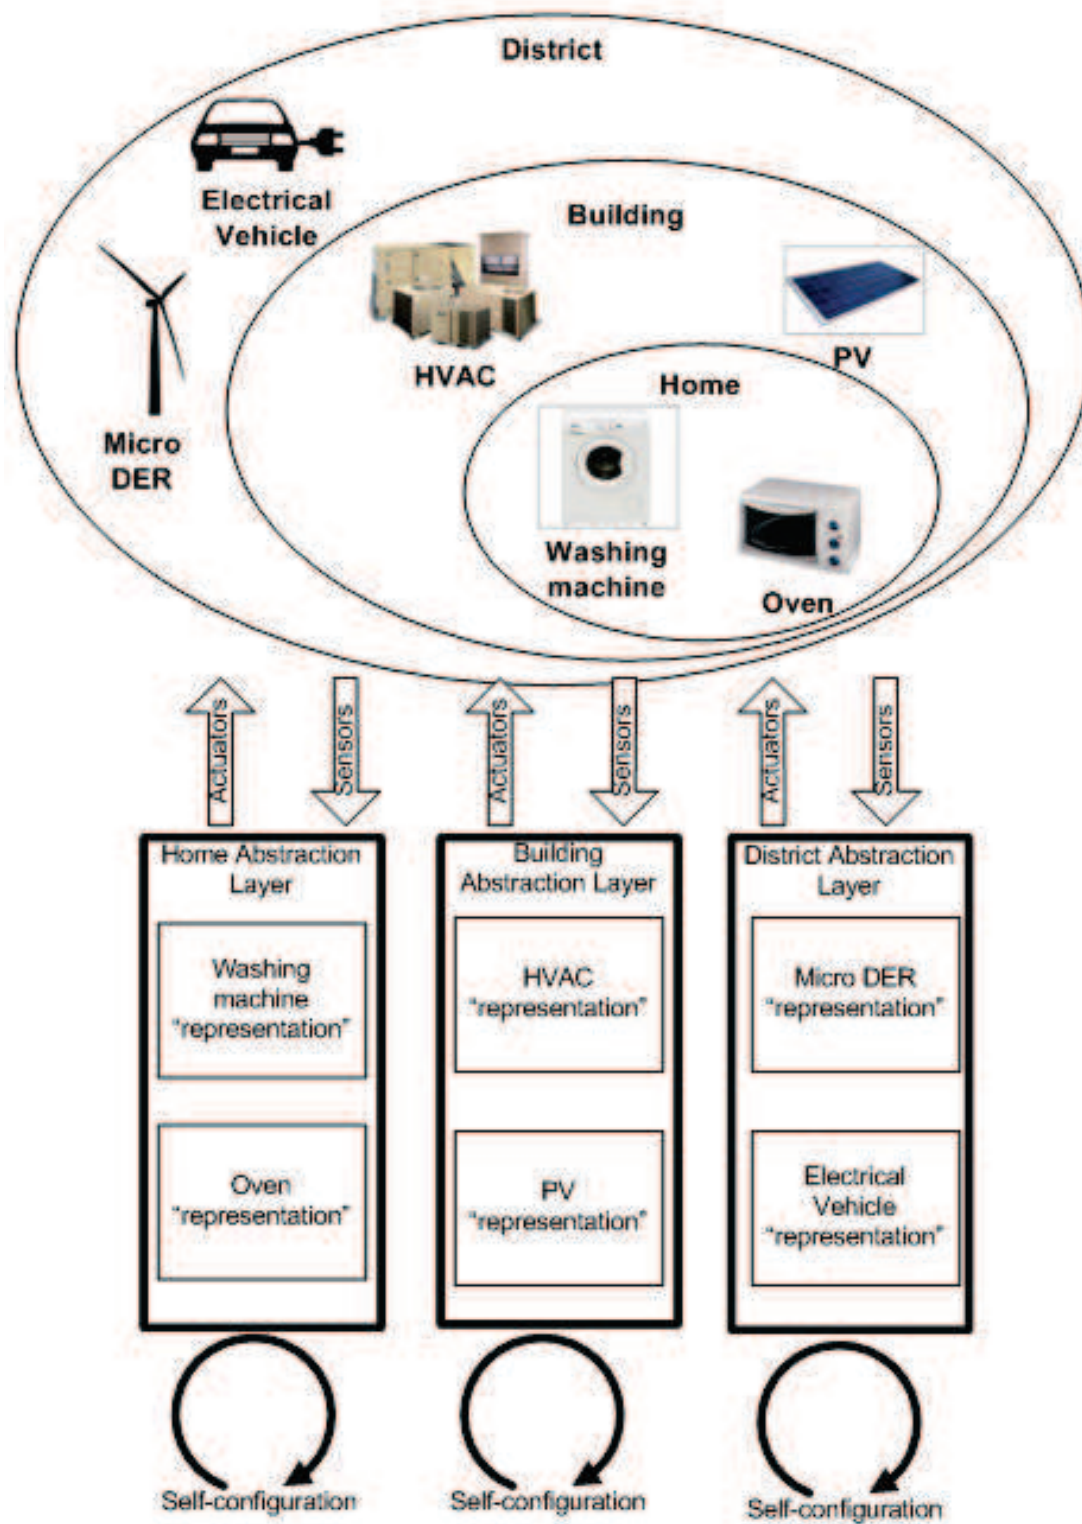 District
Electrical
Vehicle
Building
HVAC
PV
Micro
DER
Home
Washing
machine
Oven
Actuators
Sensors
Actuators
Sensors
Actuators
Sensors
Home Abstraction
Layer
Washing
machine
“representation”
Oven
“representation”
Building
Abstraction Layer
HVAC
“representation”
PV
“representation”
District Abstraction
Layer
Micro DER
“representation”
Electrical
Vehicle
“representation”
Self-configuration
Self-configuration
Self-configuration